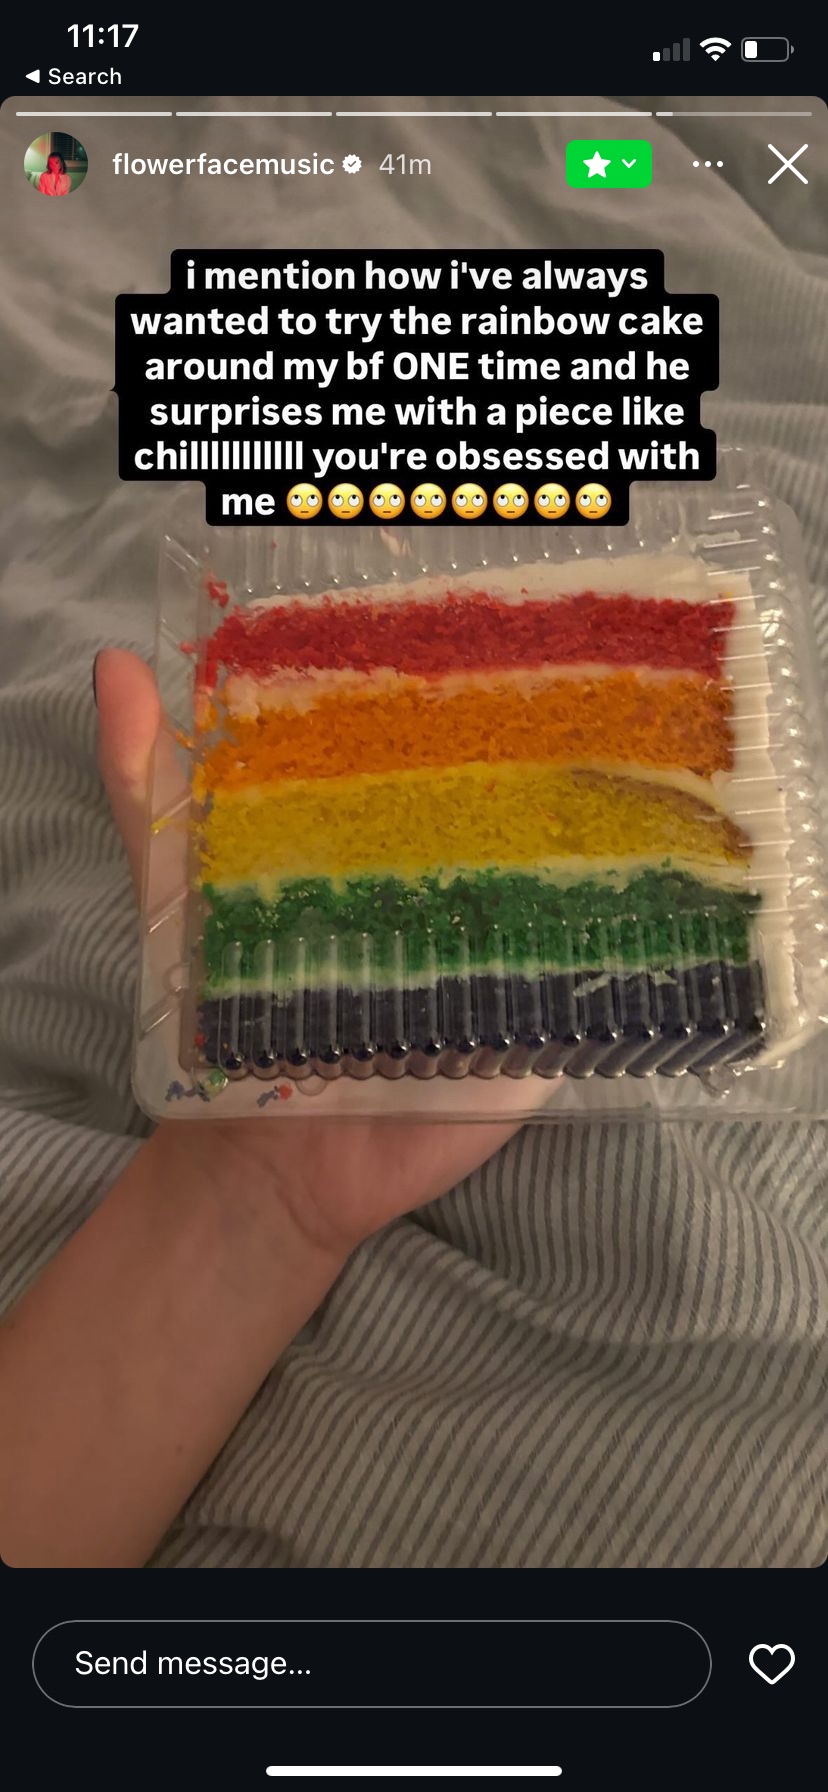 11:17
◀ Search
flowerfacemusic 41m
i mention how i've always
wanted to try the rainbow cake
around my bf ONE time and he
surprises me with a piece like
chilllllllllll you're obsessed with
me 🙄🙄🙄🙄🙄🙄🙄🙄
Send message...